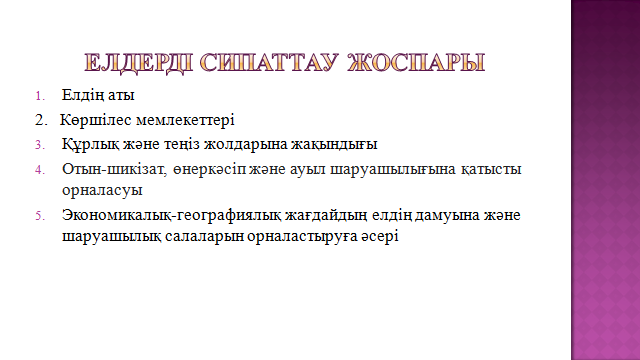 ЕЛДЕРДІ СИПАТТАУ ЖОСПАРЫ
1. Елдің аты
2. Көршілес мемлекеттері
3. Құрлық және теңіз жолдарына жақындығы
4. Отын-шикізат, өнеркәсіп және ауыл шаруашылығына қатысты
орналасуы
5. Экономикалық-географиялық жағдайдың елдің дамуына және
шаруашылық салаларын орналастыруға әсері